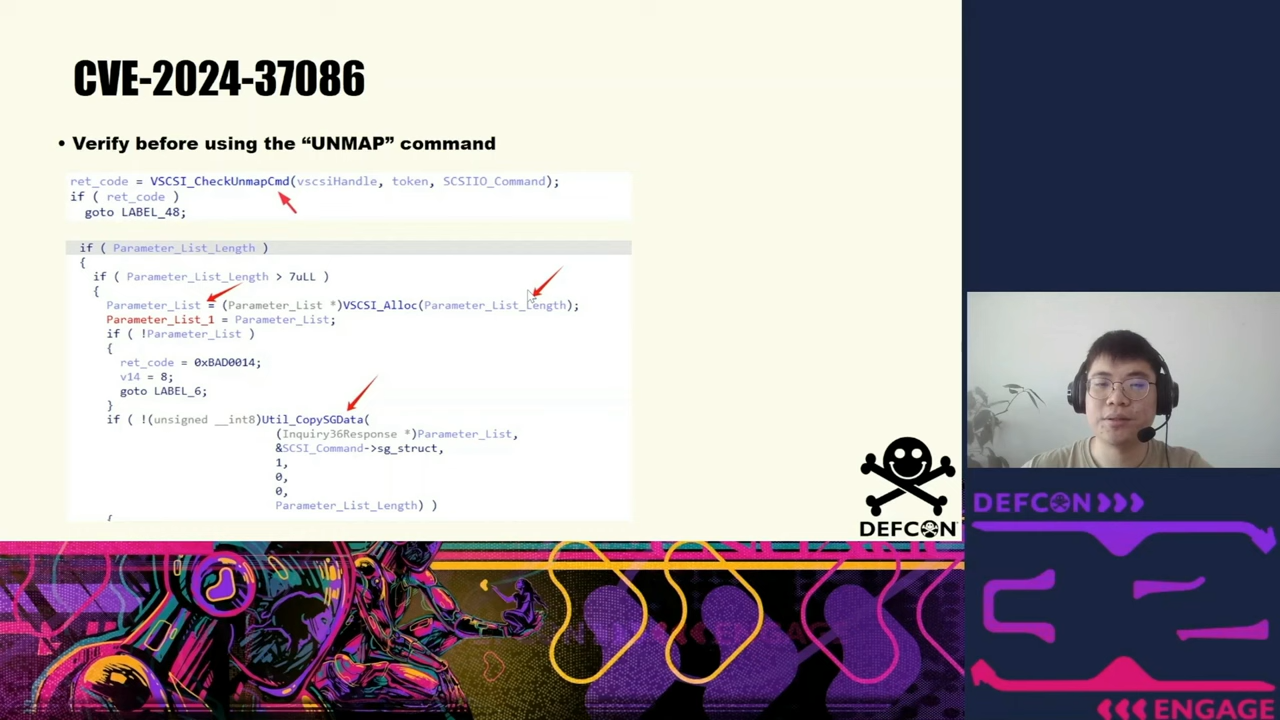 CVE-2024-37086
• Verify before using the “UNMAP” command
ret_code = VSCSI_CheckUnmapCmd(vscsiHandle, token, SCSIIO_Command);
if ( ret_code )
goto LABEL_48;
if ( Parameter_List_Length )
{
if ( Parameter_List_Length > 7uLL )
{
Parameter_List = (Parameter_List *)VSCSI_Alloc(Parameter_List_Length);
Parameter_List_1 = Parameter_List;
if ( !Parameter_List )
{
ret_code = 0xBAD0014;
v14 = 8;
goto LABEL_6;
}
if ( !(unsigned __int8)Util_CopySGData(
(Inquiry36Response *)Parameter_List,
&SCSI_Command->sg_struct,
1,
0,
0,
Parameter_List_Length) )
{
DEFCON
DEFCON
ENGAGE